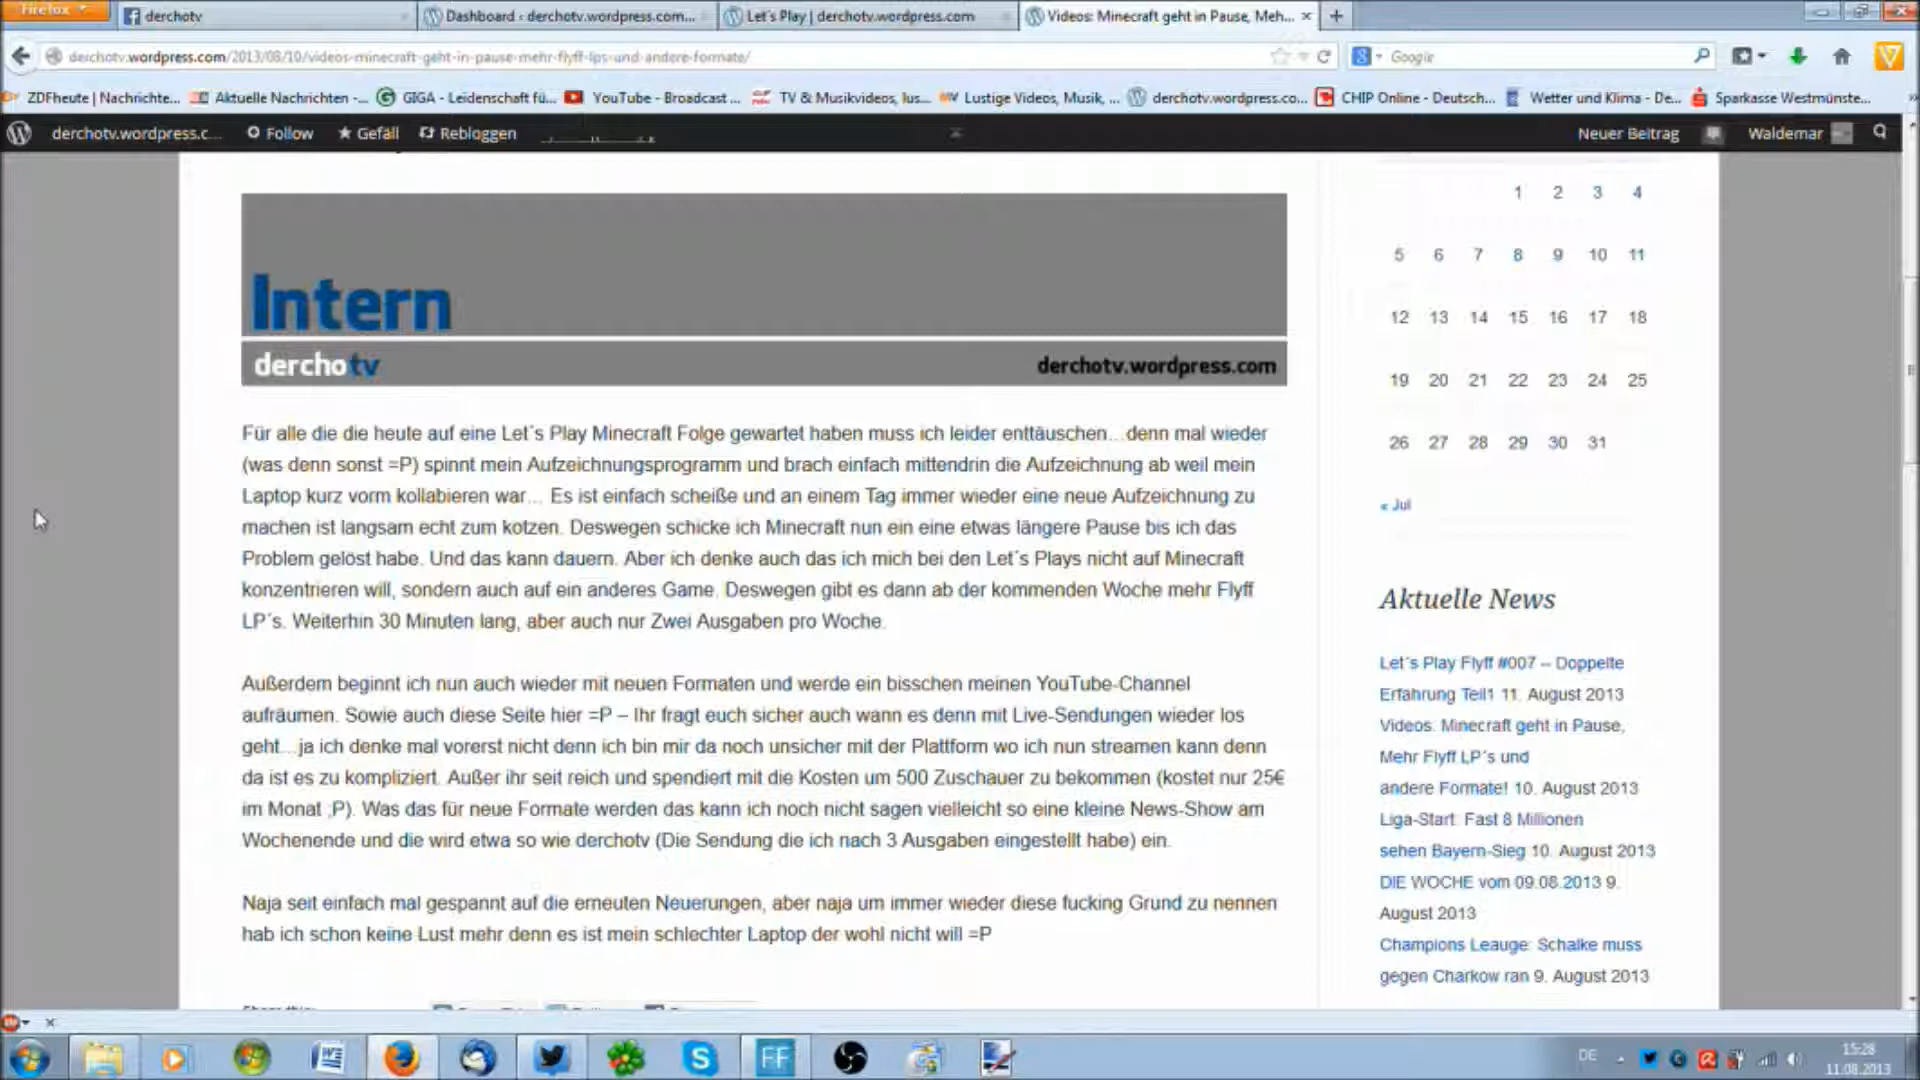 Firefox
derchotv
Dashboard ‹ derchotv.wordpress.com...
Let´s Play | derchotv.wordpress.com
Videos: Minecraft geht in Pause, Meh...
derchotv.wordpress.com/2013/08/10/videos-minecraft-geht-in-pause-mehr-flyff-lps-und-andere-formate/
Google
ZDFheute | Nachrichte...
Aktuelle Nachrichten -...
GIGA - Leidenschaft fü...
YouTube - Broadcast ...
TV & Musikvideos, lus...
Lustige Videos, Musik, ...
derchotv.wordpress.co...
CHIP Online - Deutsch...
Wetter und Klima - De...
Sparkasse Westmünste...
derchotv.wordpress.c...
Follow
Gefäll
Rebloggen
Neuer Beitrag
Waldemar
Intern
derchotv
derchotv.wordpress.com
Für alle die die heute auf eine Let´s Play Minecraft Folge gewartet haben muss ich leider enttäuschen...denn mal wieder
(was denn sonst =P) spinnt mein Aufzeichnungsprogramm und brach einfach mittendrin die Aufzeichnung ab weil mein
Laptop kurz vorm kollabieren war... Es ist einfach scheiße und an einem Tag immer wieder eine neue Aufzeichnung zu
machen ist langsam echt zum kotzen. Deswegen schicke ich Minecraft nun ein eine etwas längere Pause bis ich das
Problem gelöst habe. Und das kann dauern. Aber ich denke auch das ich mich bei den Let´s Plays nicht auf Minecraft
konzentrieren will, sondern auch auf ein anderes Game. Deswegen gibt es dann ab der kommenden Woche mehr Flyff
LP´s. Weiterhin 30 Minuten lang, aber auch nur Zwei Ausgaben pro Woche.
Außerdem beginnt ich nun auch wieder mit neuen Formaten und werde ein bisschen meinen YouTube-Channel
aufräumen. Sowie auch diese Seite hier =P – Ihr fragt euch sicher auch wann es denn mit Live-Sendungen wieder los
geht...ja ich denke mal vorerst nicht denn ich bin mir da noch unsicher mit der Plattform wo ich nun streamen kann denn
da ist es zu kompliziert. Außer ihr seit reich und spendiert mit die Kosten um 500 Zuschauer zu bekommen (kostet nur 25€
im Monat ;P). Was das für neue Formate werden das kann ich noch nicht sagen vielleicht so eine kleine News-Show am
Wochenende und die wird etwa so wie derchotv (Die Sendung die ich nach 3 Ausgaben eingestellt habe) ein.
Naja seit einfach mal gespannt auf die erneuten Neuerungen, aber naja um immer wieder diese fucking Grund zu nennen
hab ich schon keine Lust mehr denn es ist mein schlechter Laptop der wohl nicht will =P
1 2 3 4
5 6 7 8 9 10 11
12 13 14 15 16 17 18
19 20 21 22 23 24 25
26 27 28 29 30 31
« Jul
Aktuelle News
Let´s Play Flyff #007 – Doppelte
Erfahrung Teil1 11. August 2013
Videos: Minecraft geht in Pause,
Mehr Flyff LP´s und
andere Formate! 10. August 2013
Liga-Start: Fast 8 Millionen
sehen Bayern-Sieg 10. August 2013
DIE WOCHE vom 09.08.2013 9.
August 2013
Champions Leauge: Schalke muss
gegen Charkow ran 9. August 2013
FF
DE
15:28
11.08.2013